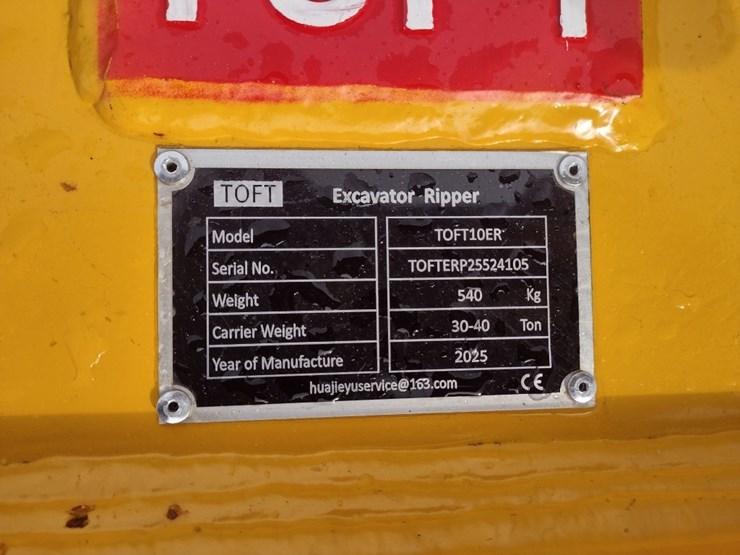 TOFT
TOFT Excavator Ripper
Model TOFT10ER
Serial No. TOFTERP25524105
Weight 540 Kg
Carrier Weight 30-40 Ton
Year of Manufacture 2025
huajieyuservice@163.com CE